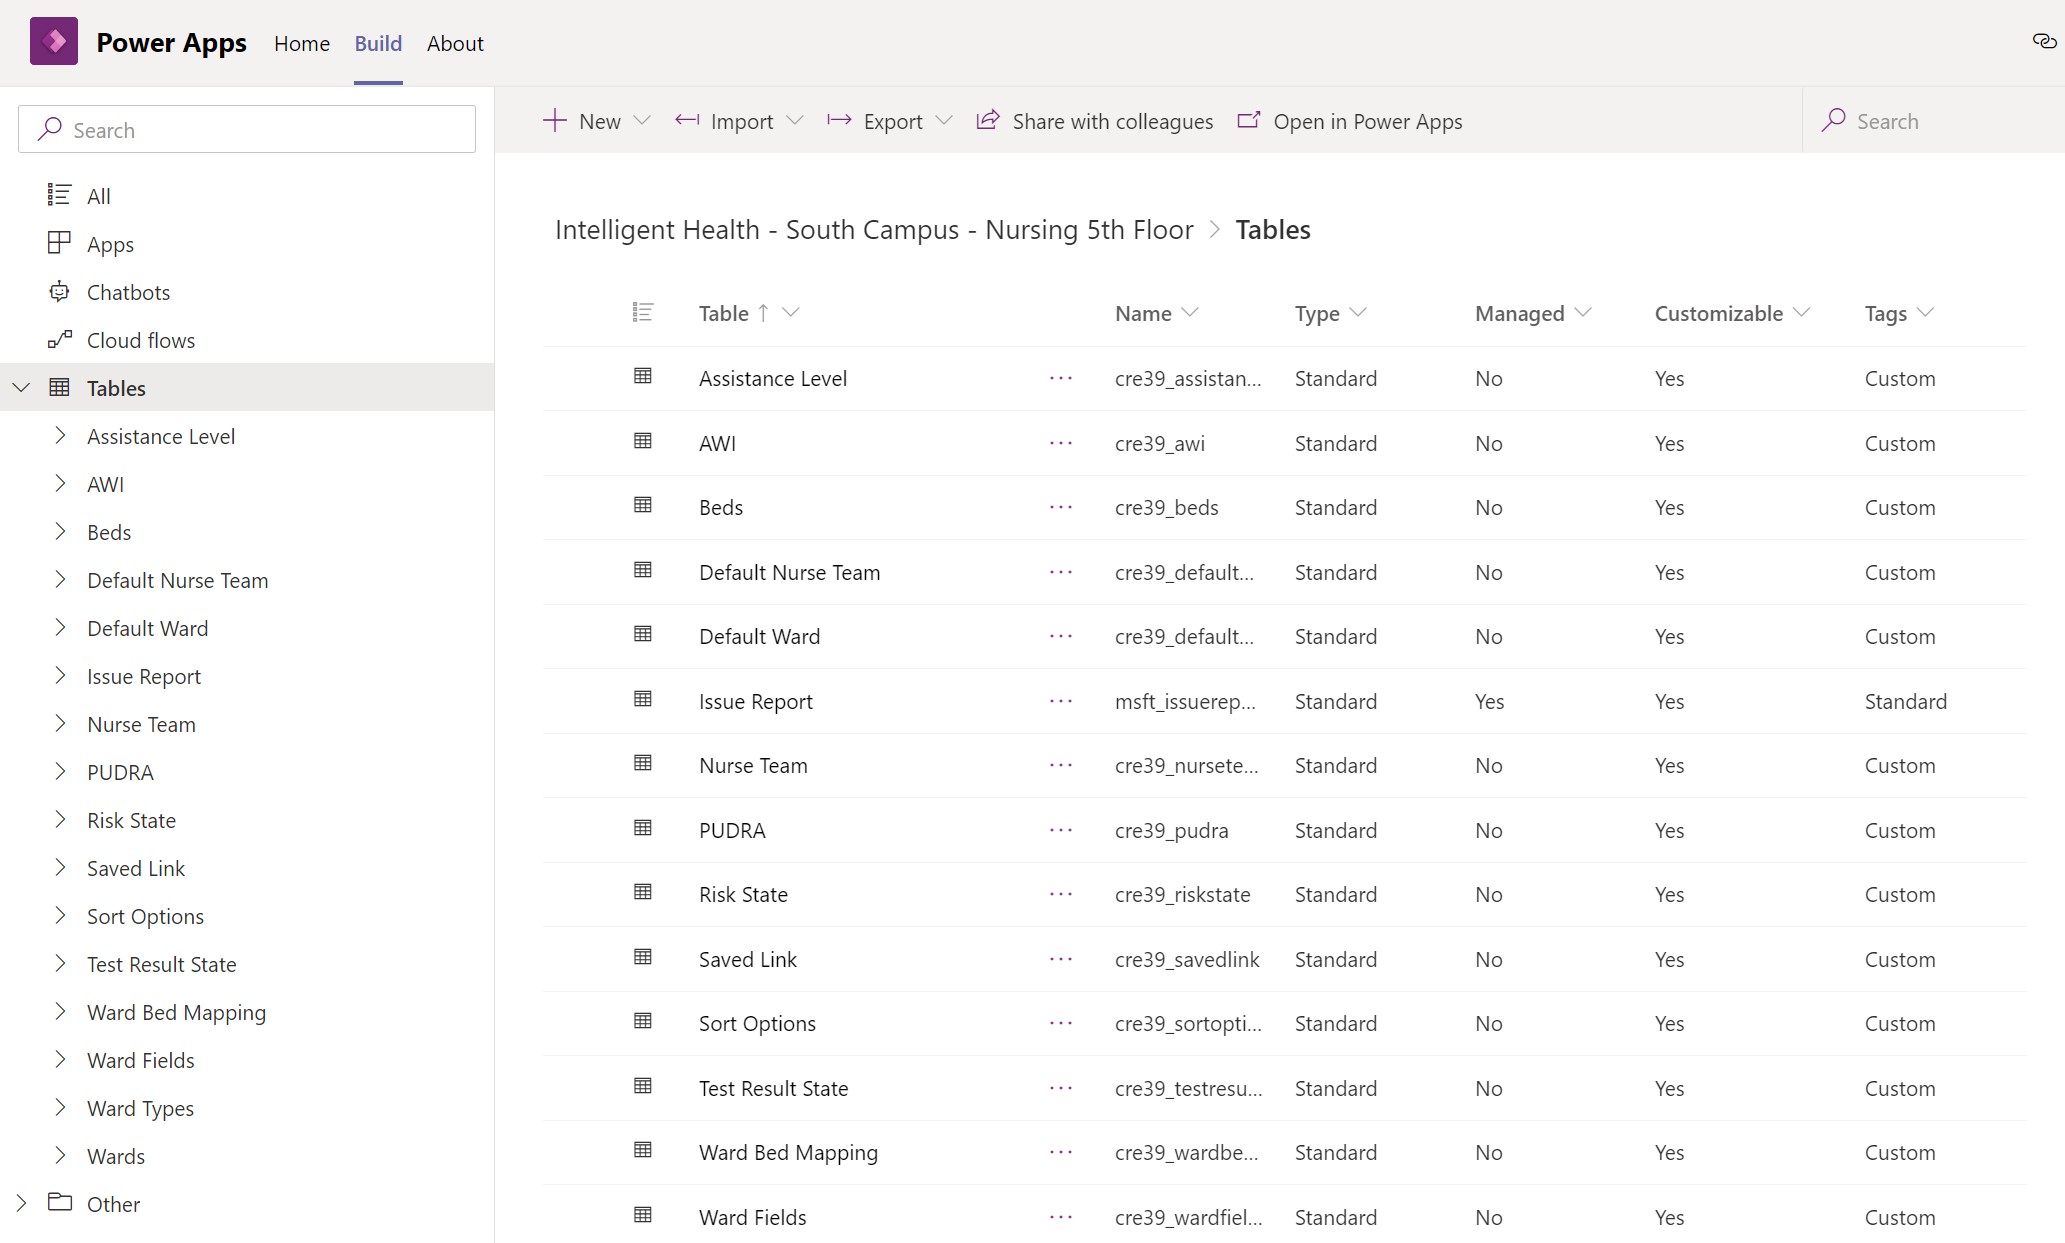 Power Apps Home Build About
Search
All
Apps
Chatbots
Cloud flows
Tables
Assistance Level
AWI
Beds
Default Nurse Team
Default Ward
Issue Report
Nurse Team
PUDRA
Risk State
Saved Link
Sort Options
Test Result State
Ward Bed Mapping
Ward Fields
Ward Types
Wards
Other
New Import Export Share with colleagues Open in Power Apps Search
Intelligent Health - South Campus - Nursing 5th Floor > Tables
Table ↑ Name Type Managed Customizable Tags
Assistance Level ... cre39_assistan... Standard No Yes Custom
AWI ... cre39_awi Standard No Yes Custom
Beds ... cre39_beds Standard No Yes Custom
Default Nurse Team ... cre39_default... Standard No Yes Custom
Default Ward ... cre39_default... Standard No Yes Custom
Issue Report ... msft_issuerep... Standard Yes Yes Standard
Nurse Team ... cre39_nursete... Standard No Yes Custom
PUDRA ... cre39_pudra Standard No Yes Custom
Risk State ... cre39_riskstate Standard No Yes Custom
Saved Link ... cre39_savedlink Standard No Yes Custom
Sort Options ... cre39_sortopti... Standard No Yes Custom
Test Result State ... cre39_testresu... Standard No Yes Custom
Ward Bed Mapping ... cre39_wardbe... Standard No Yes Custom
Ward Fields ... cre39_wardfiel... Standard No Yes Custom